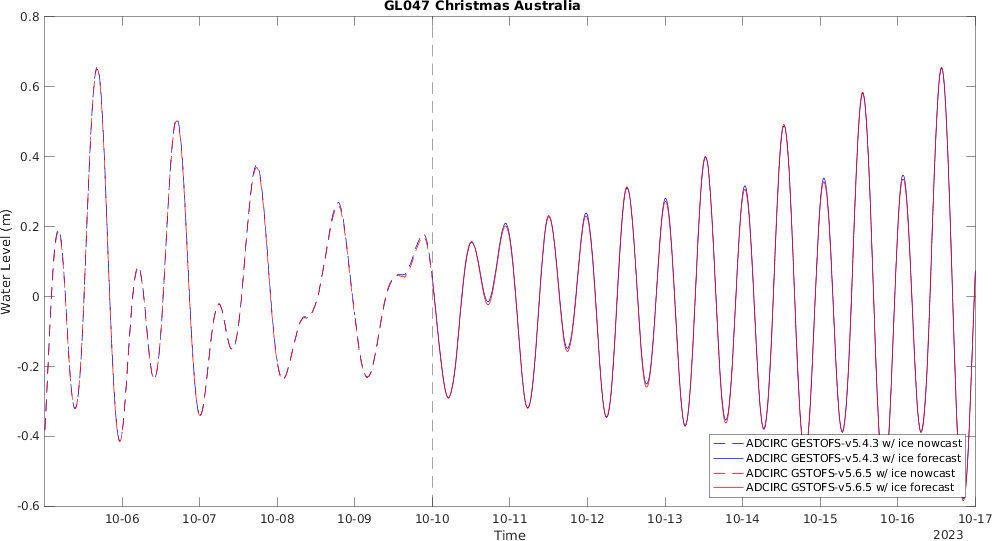 GL047 Christmas Australia
0.8
0.6
0.4
0.2
0
-0.2
-0.4
-0.6
Water Level (m)
ADCIRC GESTOFS-v5.4.3 w/ ice nowcast
ADCIRC GESTOFS-v5.4.3 w/ ice forecast
ADCIRC GSTOFS-v5.6.5 w/ ice nowcast
ADCIRC GSTOFS-v5.6.5 w/ ice forecast
10-06 10-07 10-08 10-09 10-10 10-11 10-12 10-13 10-14 10-15 10-16 10-17
Time
2023